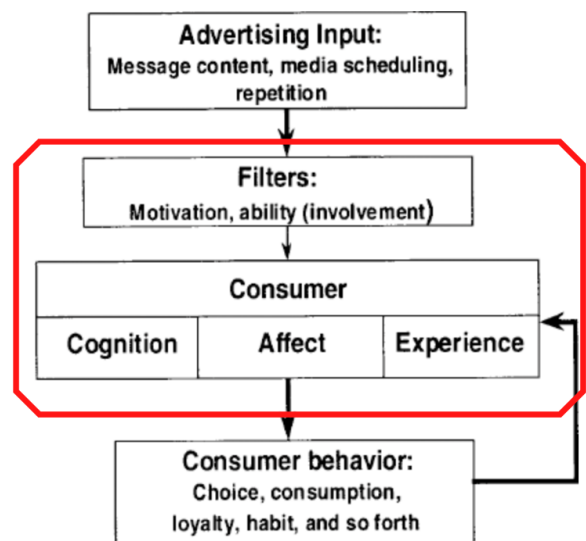 Advertising Input:
Message content, media scheduling,
repetition
Filters:
Motivation, ability (involvement)
Consumer
Cognition
Affect
Experience
Consumer behavior:
Choice, consumption,
loyalty, habit, and so forth